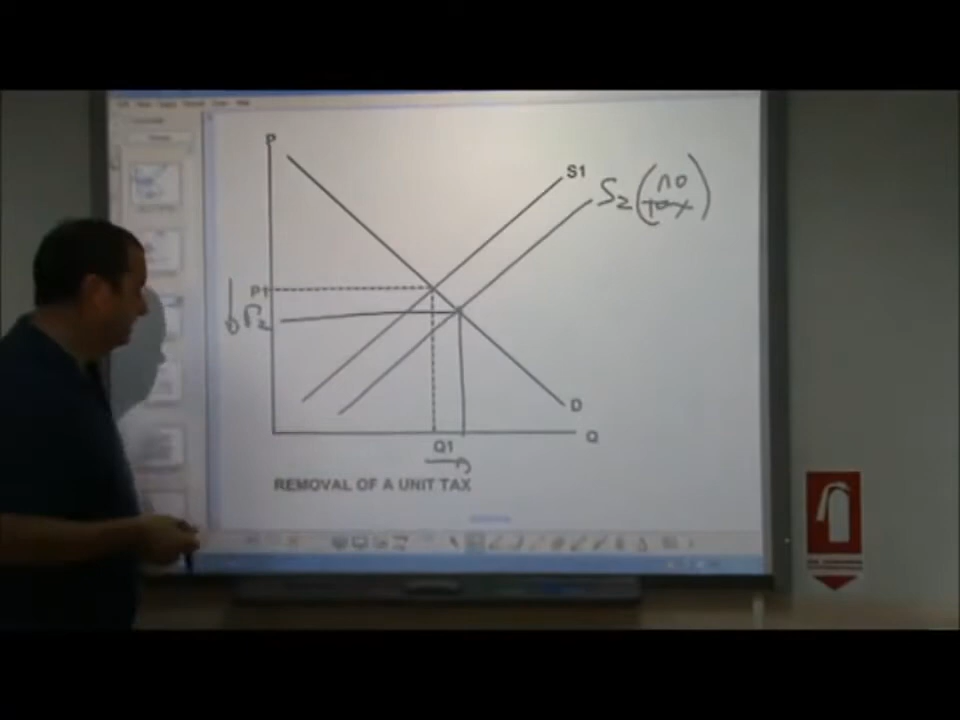 P
S1
S2 (no
tax)
P1
P2
D
Q
Q1
REMOVAL OF A UNIT TAX